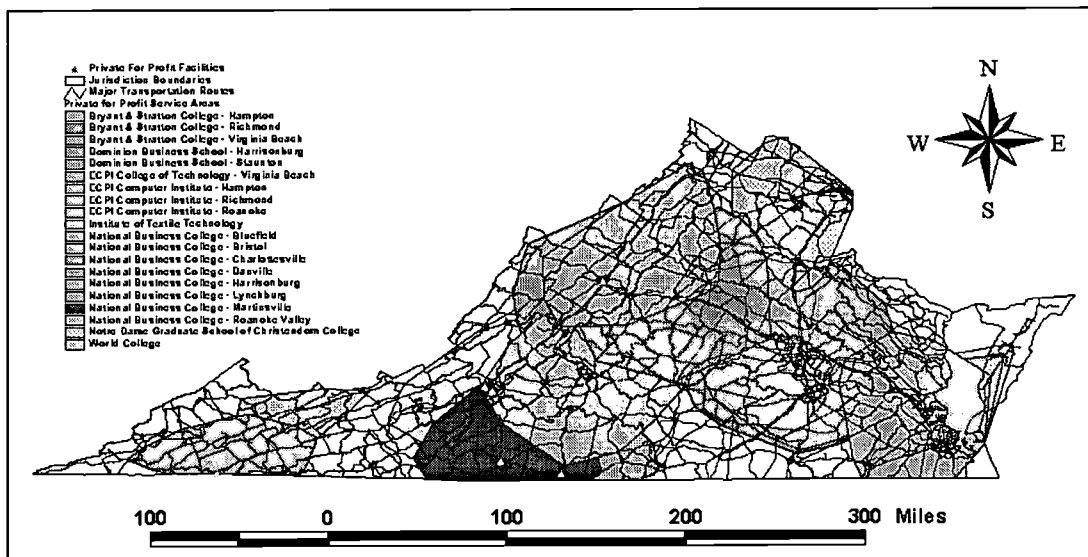 Private For Profit Facilities
Jurisdiction Boundaries
Major Transportation Routes
Private for Profit Service Areas
Bryant & Stratton College - Hampton
Bryant & Stratton College - Richmond
Bryant & Stratton College - Virginia Beach
Dominion Business School - Harrisonburg
Dominion Business School - Staunton
ECPI College of Technology - Virginia Beach
ECPI Computer Institute - Hampton
ECPI Computer Institute - Richmond
ECPI Computer Institute - Roanoke
Institute of Textile Technology
National Business College - Bluefield
National Business College - Bristol
National Business College - Charlottesville
National Business College - Danville
National Business College - Harrisonburg
National Business College - Lynchburg
National Business College - Martinsville
National Business College - Roanoke Valley
Notre Dame Graduate School of Christendom College
World College
N
W E
S
100 0 100 200 300 Miles